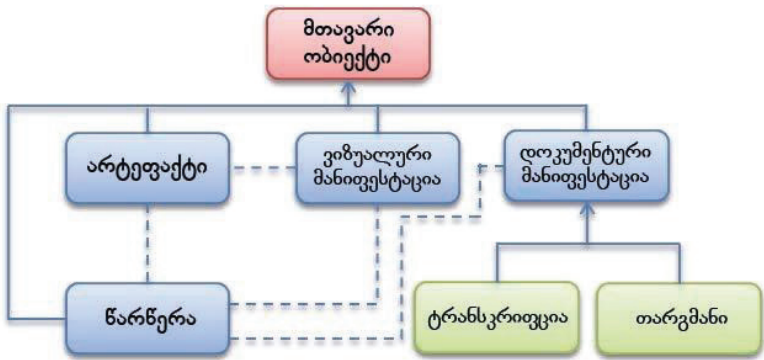 მთავარი
ობიექტი
არტეფაქტი
ვიზუალური
მანიფესტაცია
დოკუმენტური
მანიფესტაცია
წარწერა
ტრანსკრიფცია
თარგმანი